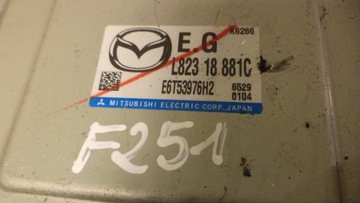 K6266
E.G
L823 18 881C
E6T53976H2 6529
0104
MITSUBISHI ELECTRIC CORP., JAPAN
F251